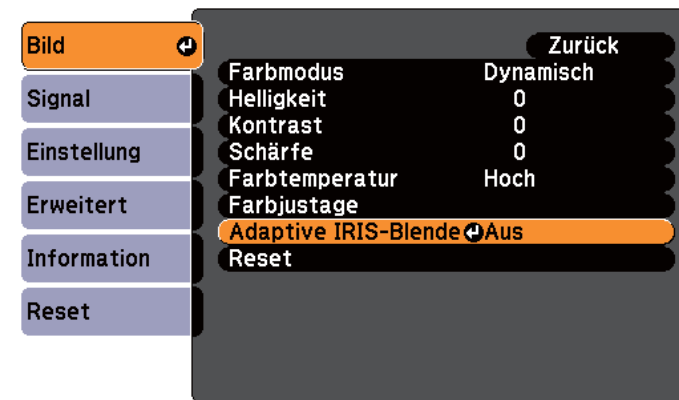 Bild
Signal
Einstellung
Erweitert
Information
Reset
Zurück
Farbmodus Dynamisch
Helligkeit 0
Kontrast 0
Schärfe 0
Farbtemperatur Hoch
Farbjustage
Adaptive IRIS-Blende Aus
Reset